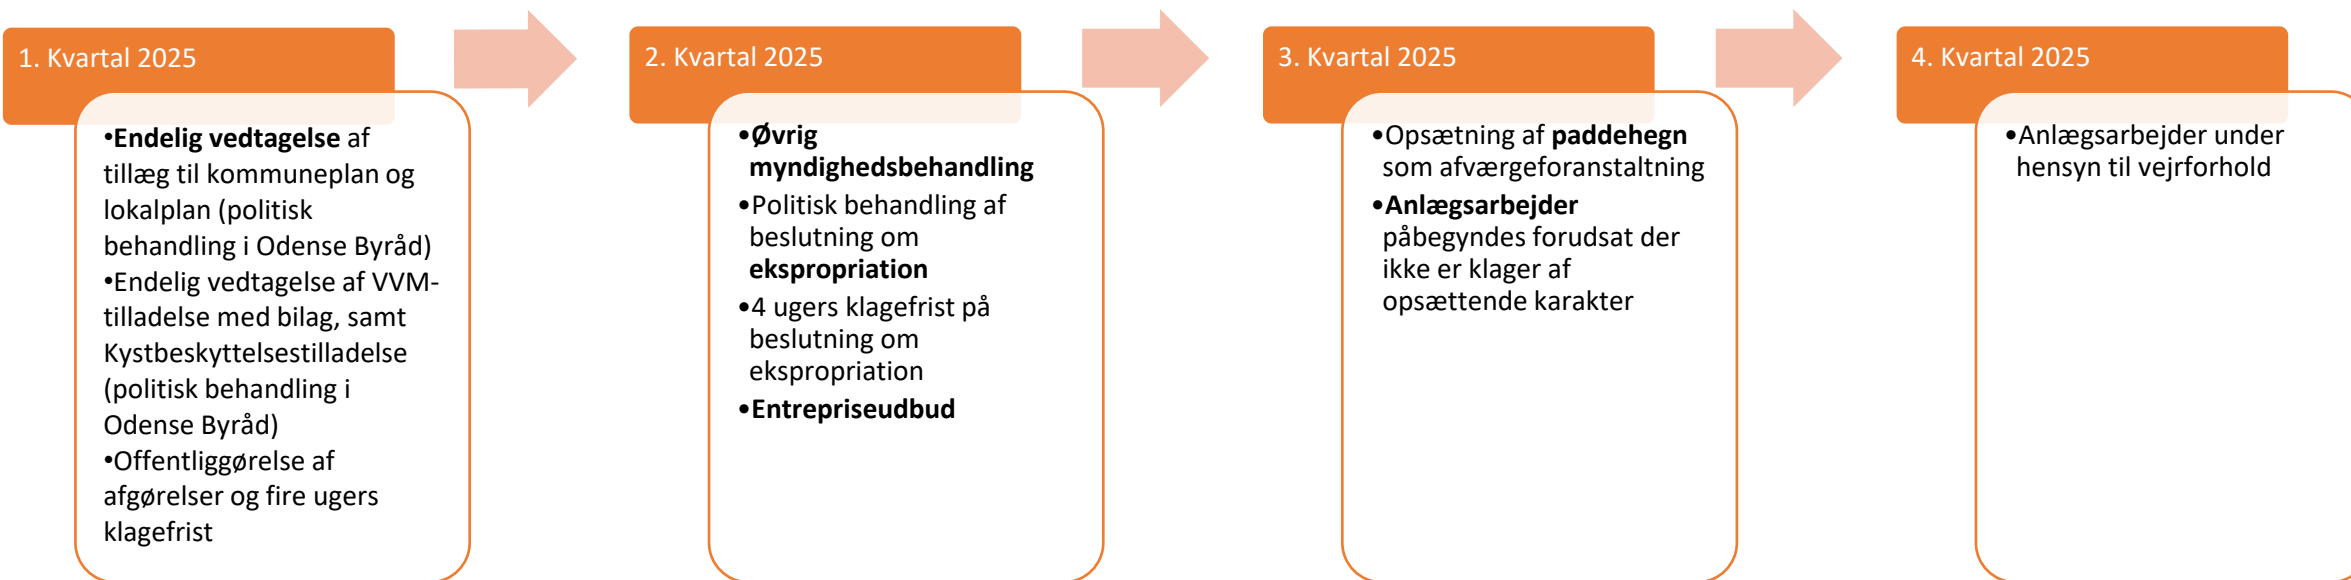 1. Kvartal 2025
•Endelig vedtagelse af
tillæg til kommuneplan og
lokalplan (politisk
behandling i Odense Byråd)
•Endelig vedtagelse af VVM-
tilladelse med bilag, samt
Kystbeskyttelsestilladelse
(politisk behandling i
Odense Byråd)
•Offentliggørelse af
afgørelser og fire ugers
klagefrist
2. Kvartal 2025
•Øvrig
myndighedsbehandling
•Politisk behandling af
beslutning om
ekspropriation
•4 ugers klagefrist på
beslutning om
ekspropriation
•Entrepriseudbud
3. Kvartal 2025
•Opsætning af paddehegn
som afværgeforanstaltning
•Anlægsarbejder
påbegyndes forudsat der
ikke er klager af
opsættende karakter
4. Kvartal 2025
•Anlægsarbejder under
hensyn til vejrforhold